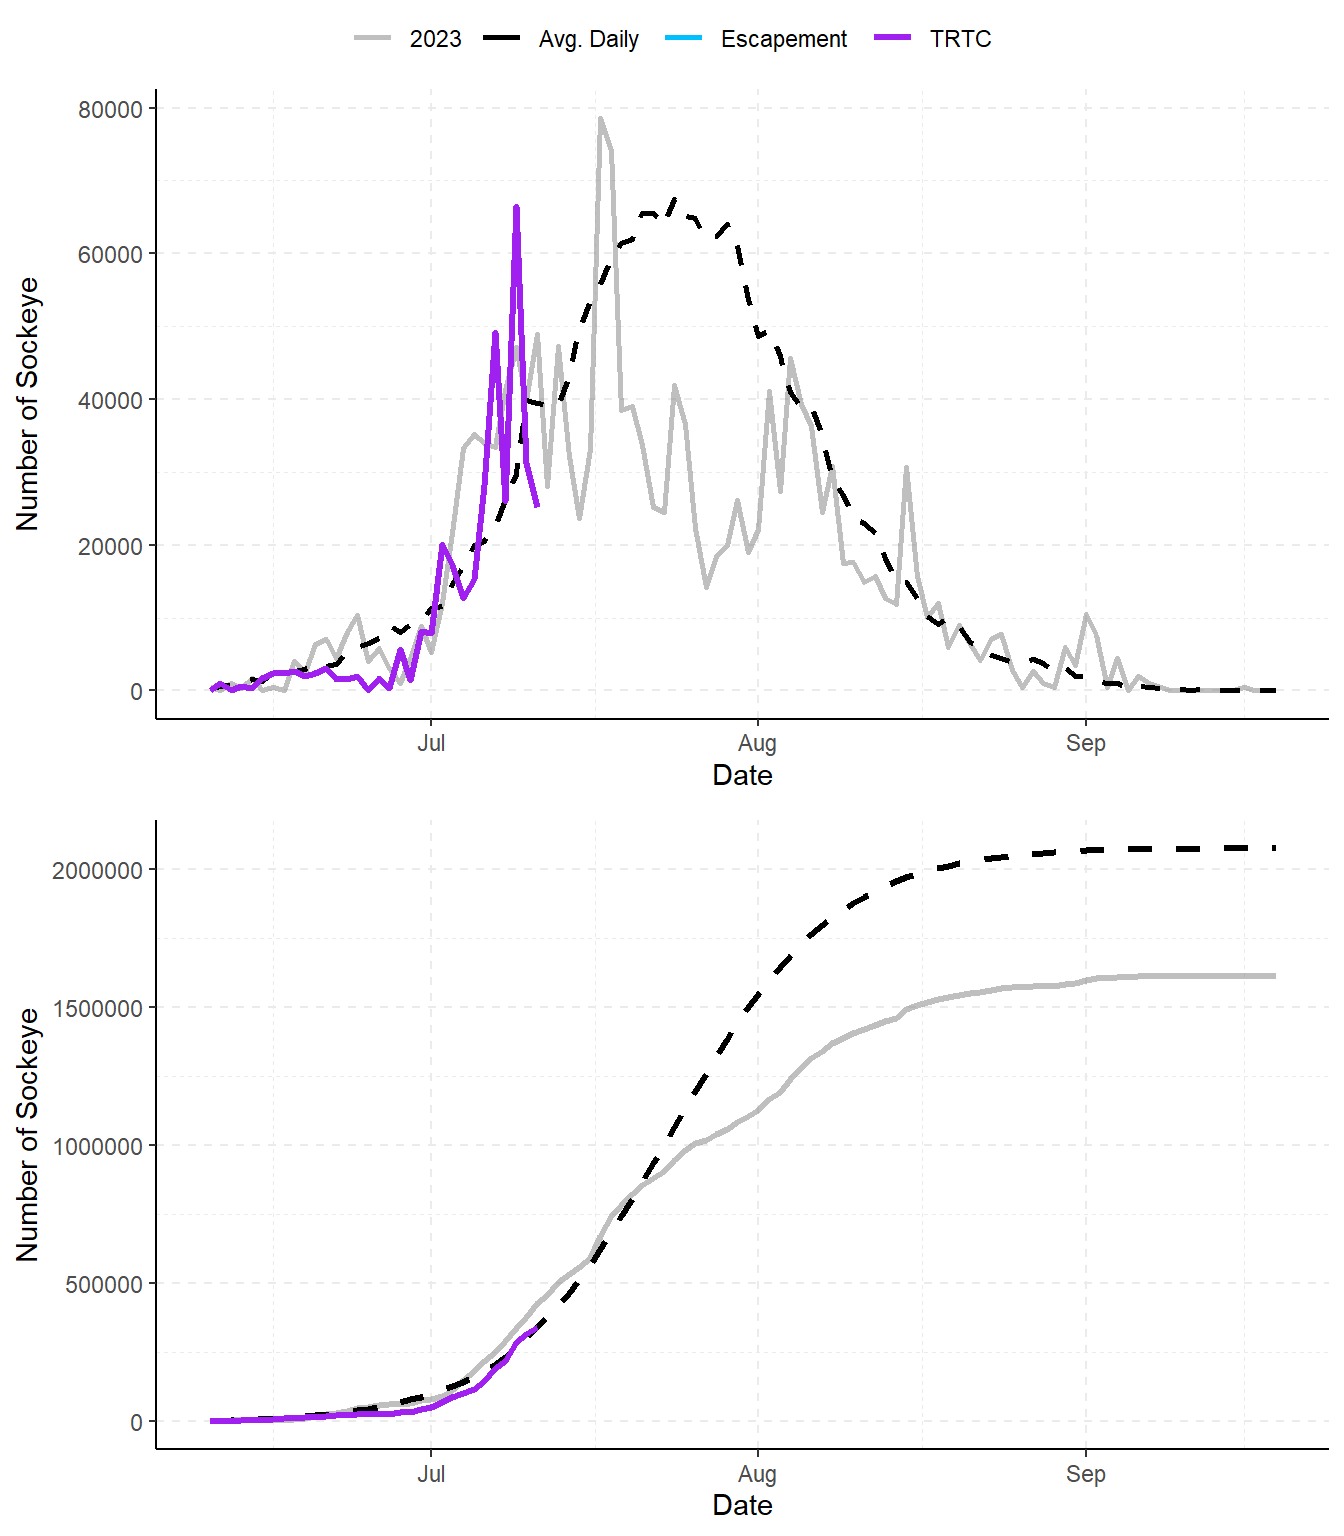 2023 Avg. Daily Escapement TRTC
80000
60000
40000
20000
0
Number of Sockeye
Jul Aug Sep
Date
2000000
1500000
1000000
500000
0
Number of Sockeye
Jul Aug Sep
Date